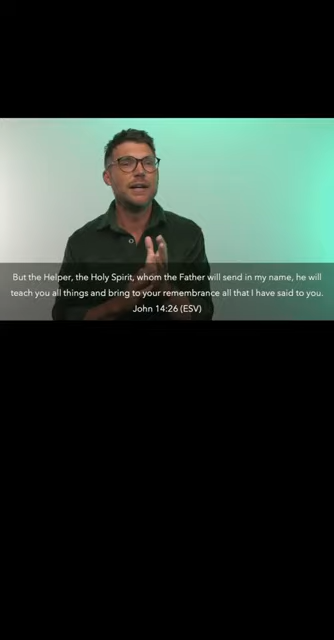 But the Helper, the Holy Spirit, whom the Father will send in my name, he will
teach you all things and bring to your remembrance all that I have said to you.
John 14:26 (ESV)